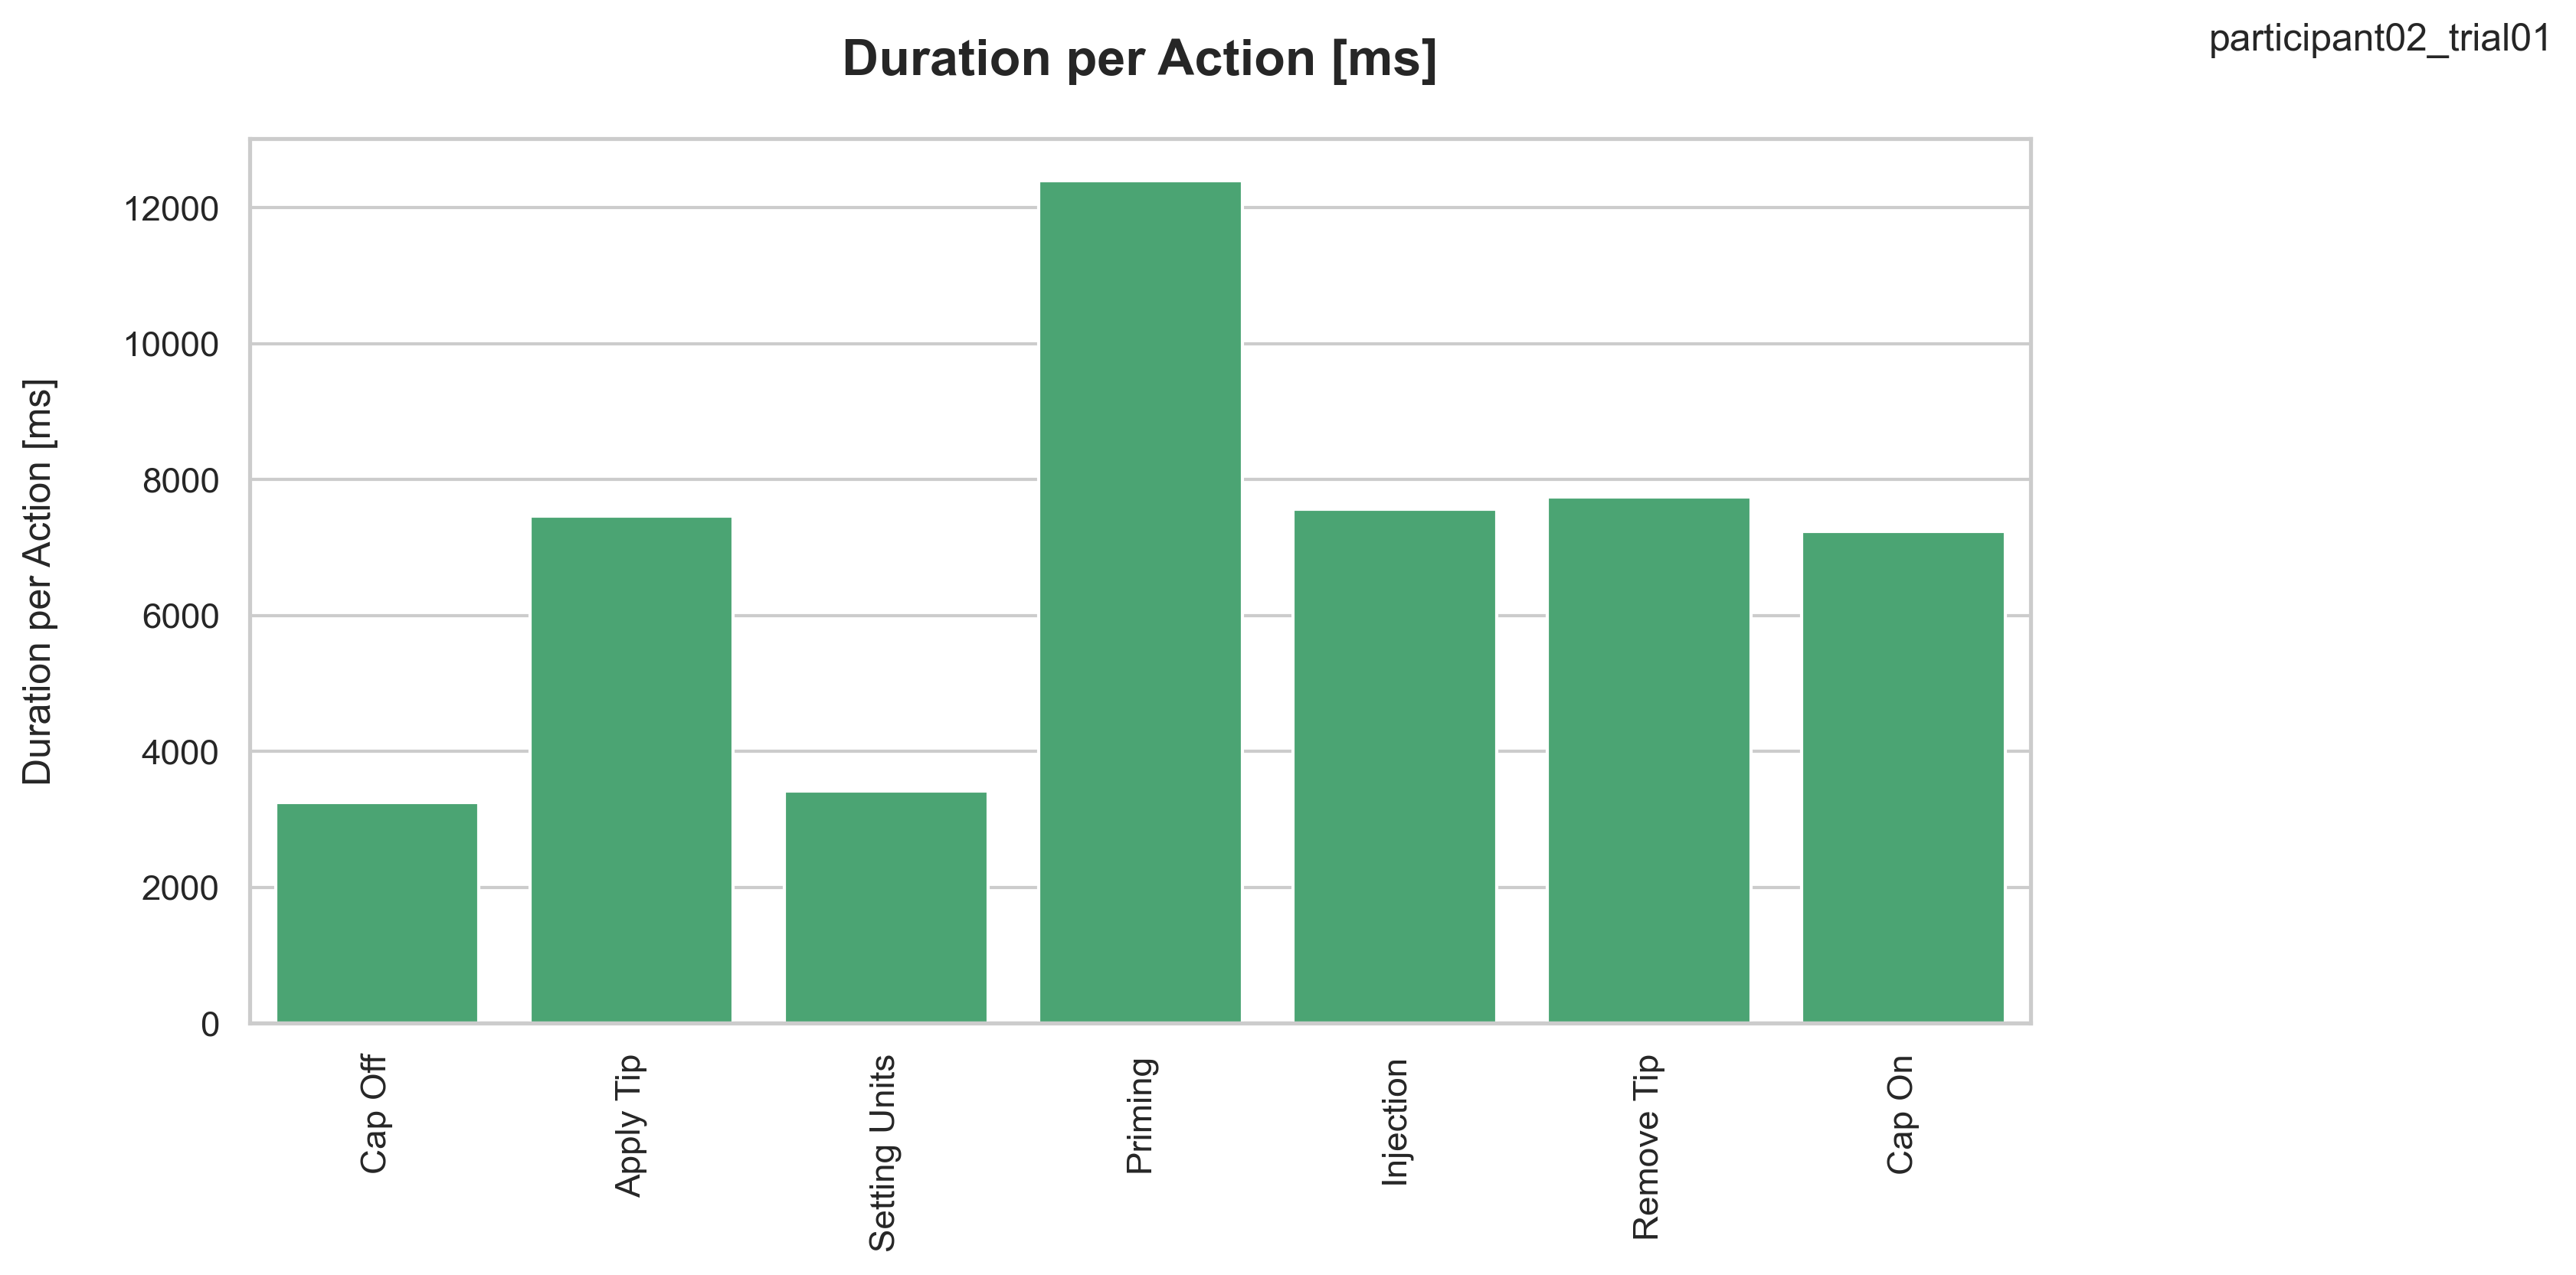 participant02_trial01
Duration per Action [ms]
Duration per Action [ms]
12000
10000
8000
6000
4000
2000
0
Cap Off
Apply Tip
Setting Units
Priming
Injection
Remove Tip
Cap On